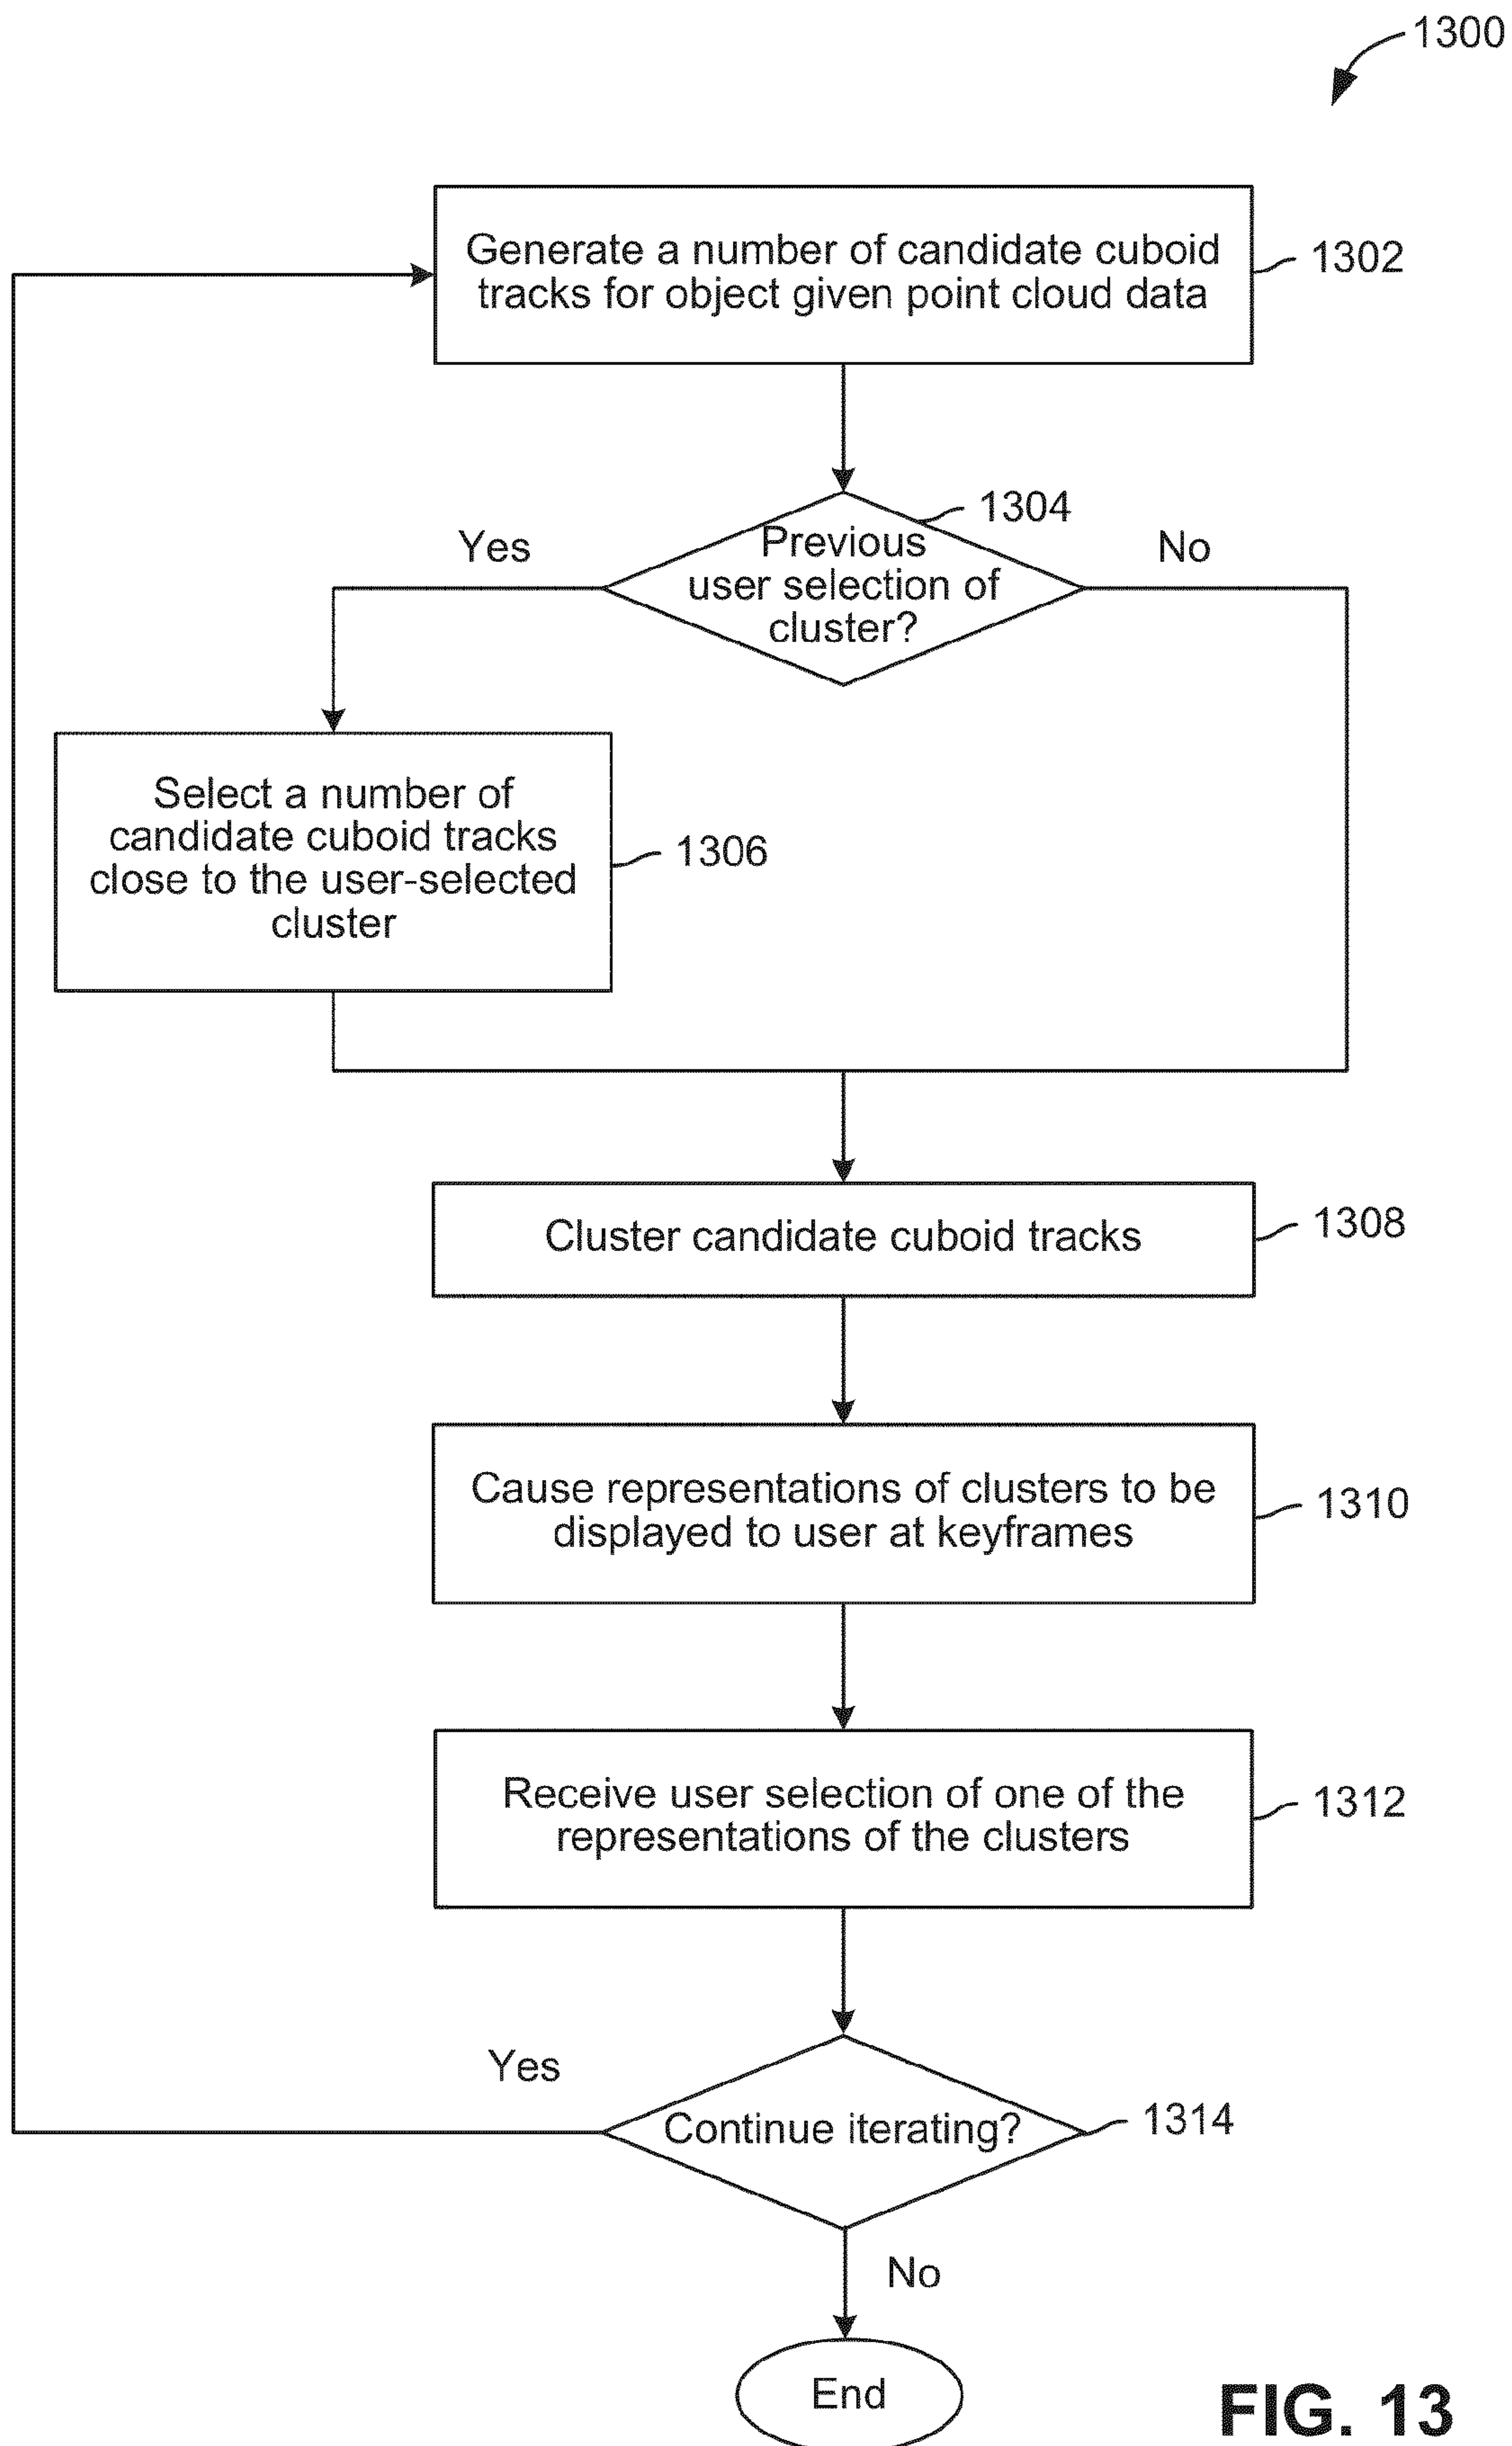 1300
Generate a number of candidate cuboid
tracks for object given point cloud data
1302
1304
Yes
Previous
user selection of
cluster?
No
Select a number of
candidate cuboid tracks
close to the user-selected
cluster
1306
Cluster candidate cuboid tracks
1308
Cause representations of clusters to be
displayed to user at keyframes
1310
Receive user selection of one of the
representations of the clusters
1312
Yes
Continue iterating?
1314
No
End
FIG. 13